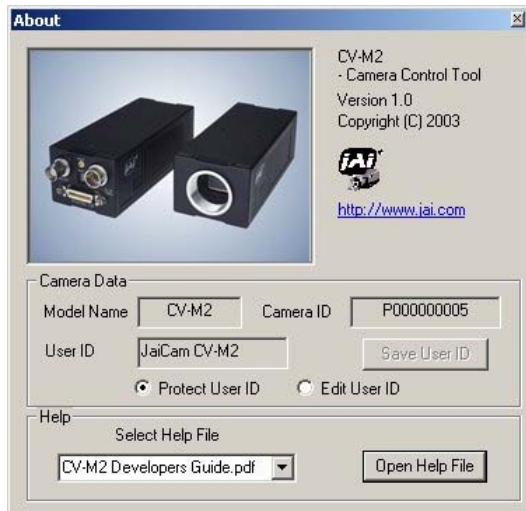 About
CV-M2
- Camera Control Tool
Version 1.0
Copyright (C) 2003
JAi
http://www.jai.com
Camera Data
Model Name CV-M2 Camera ID P000000005
User ID JaiCam CV-M2 Save User ID
Protect User ID Edit User ID
Help
Select Help File
CV-M2 Developers Guide.pdf Open Help File